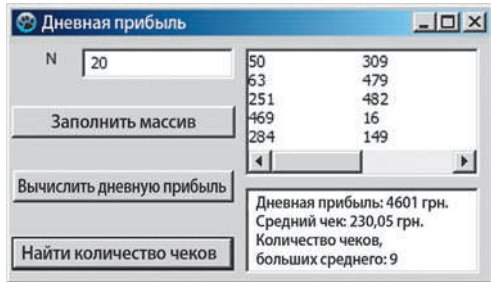 Дневная прибыль
N 20
Заполнить массив
Вычислить дневную прибыль
Найти количество чеков
50 309
63 479
251 482
469 16
284 149
Дневная прибыль: 4601 грн.
Средний чек: 230,05 грн.
Количество чеков,
больших среднего: 9